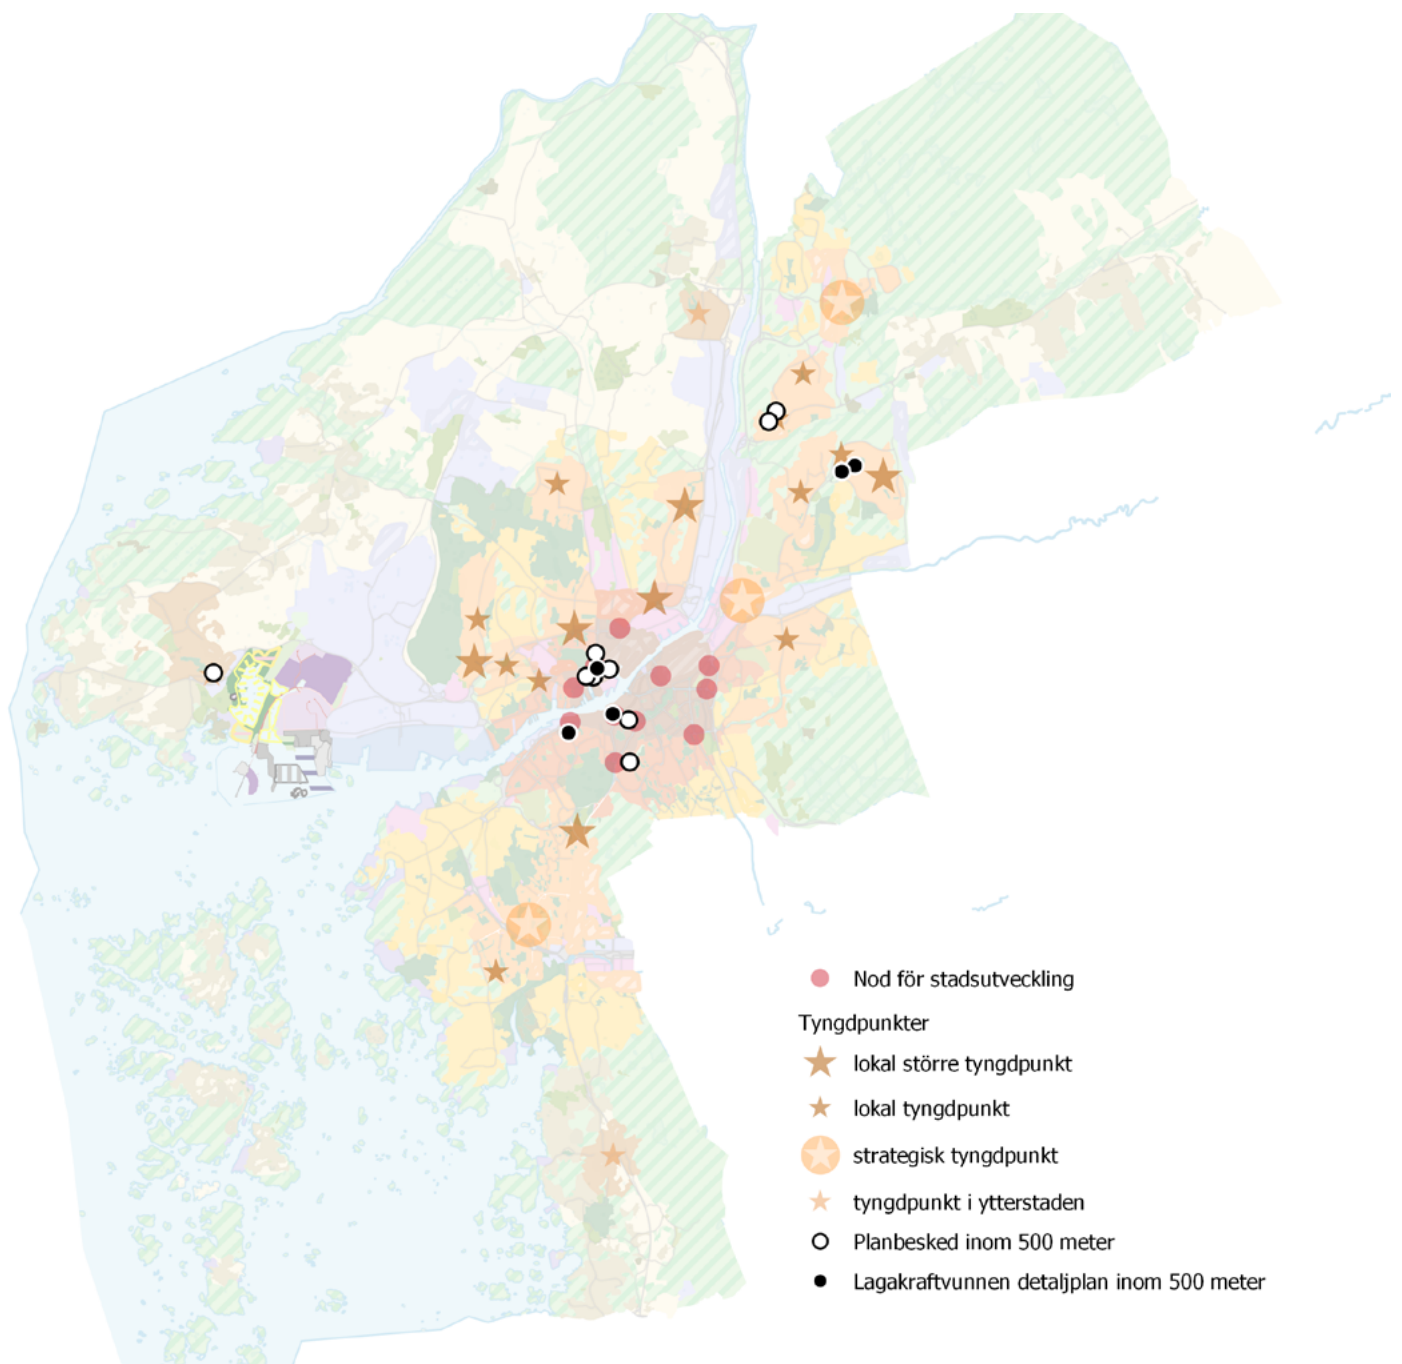 Nod för stadsutveckling
Tyngdpunkter
lokal större tyngdpunkt
lokal tyngdpunkt
strategisk tyngdpunkt
tyngdpunkt i ytterstaden
Planbesked inom 500 meter
Lagakraftvunnen detaljplan inom 500 meter